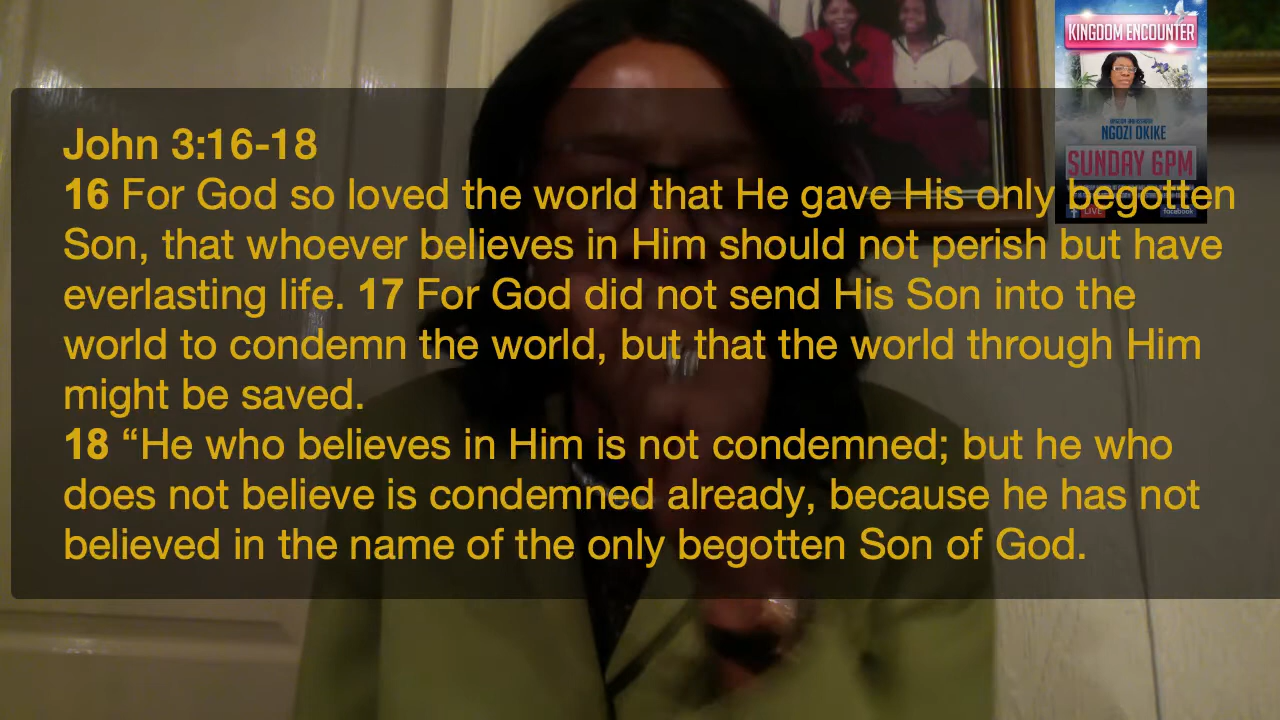 KINGDOM ENCOUNTER
NGOZI OKIKE
SUNDAY 6PM
LIVE
facebook
John 3:16-18
16 For God so loved the world that He gave His only begotten
Son, that whoever believes in Him should not perish but have
everlasting life. 17 For God did not send His Son into the
world to condemn the world, but that the world through Him
might be saved.
18 “He who believes in Him is not condemned; but he who
does not believe is condemned already, because he has not
believed in the name of the only begotten Son of God.